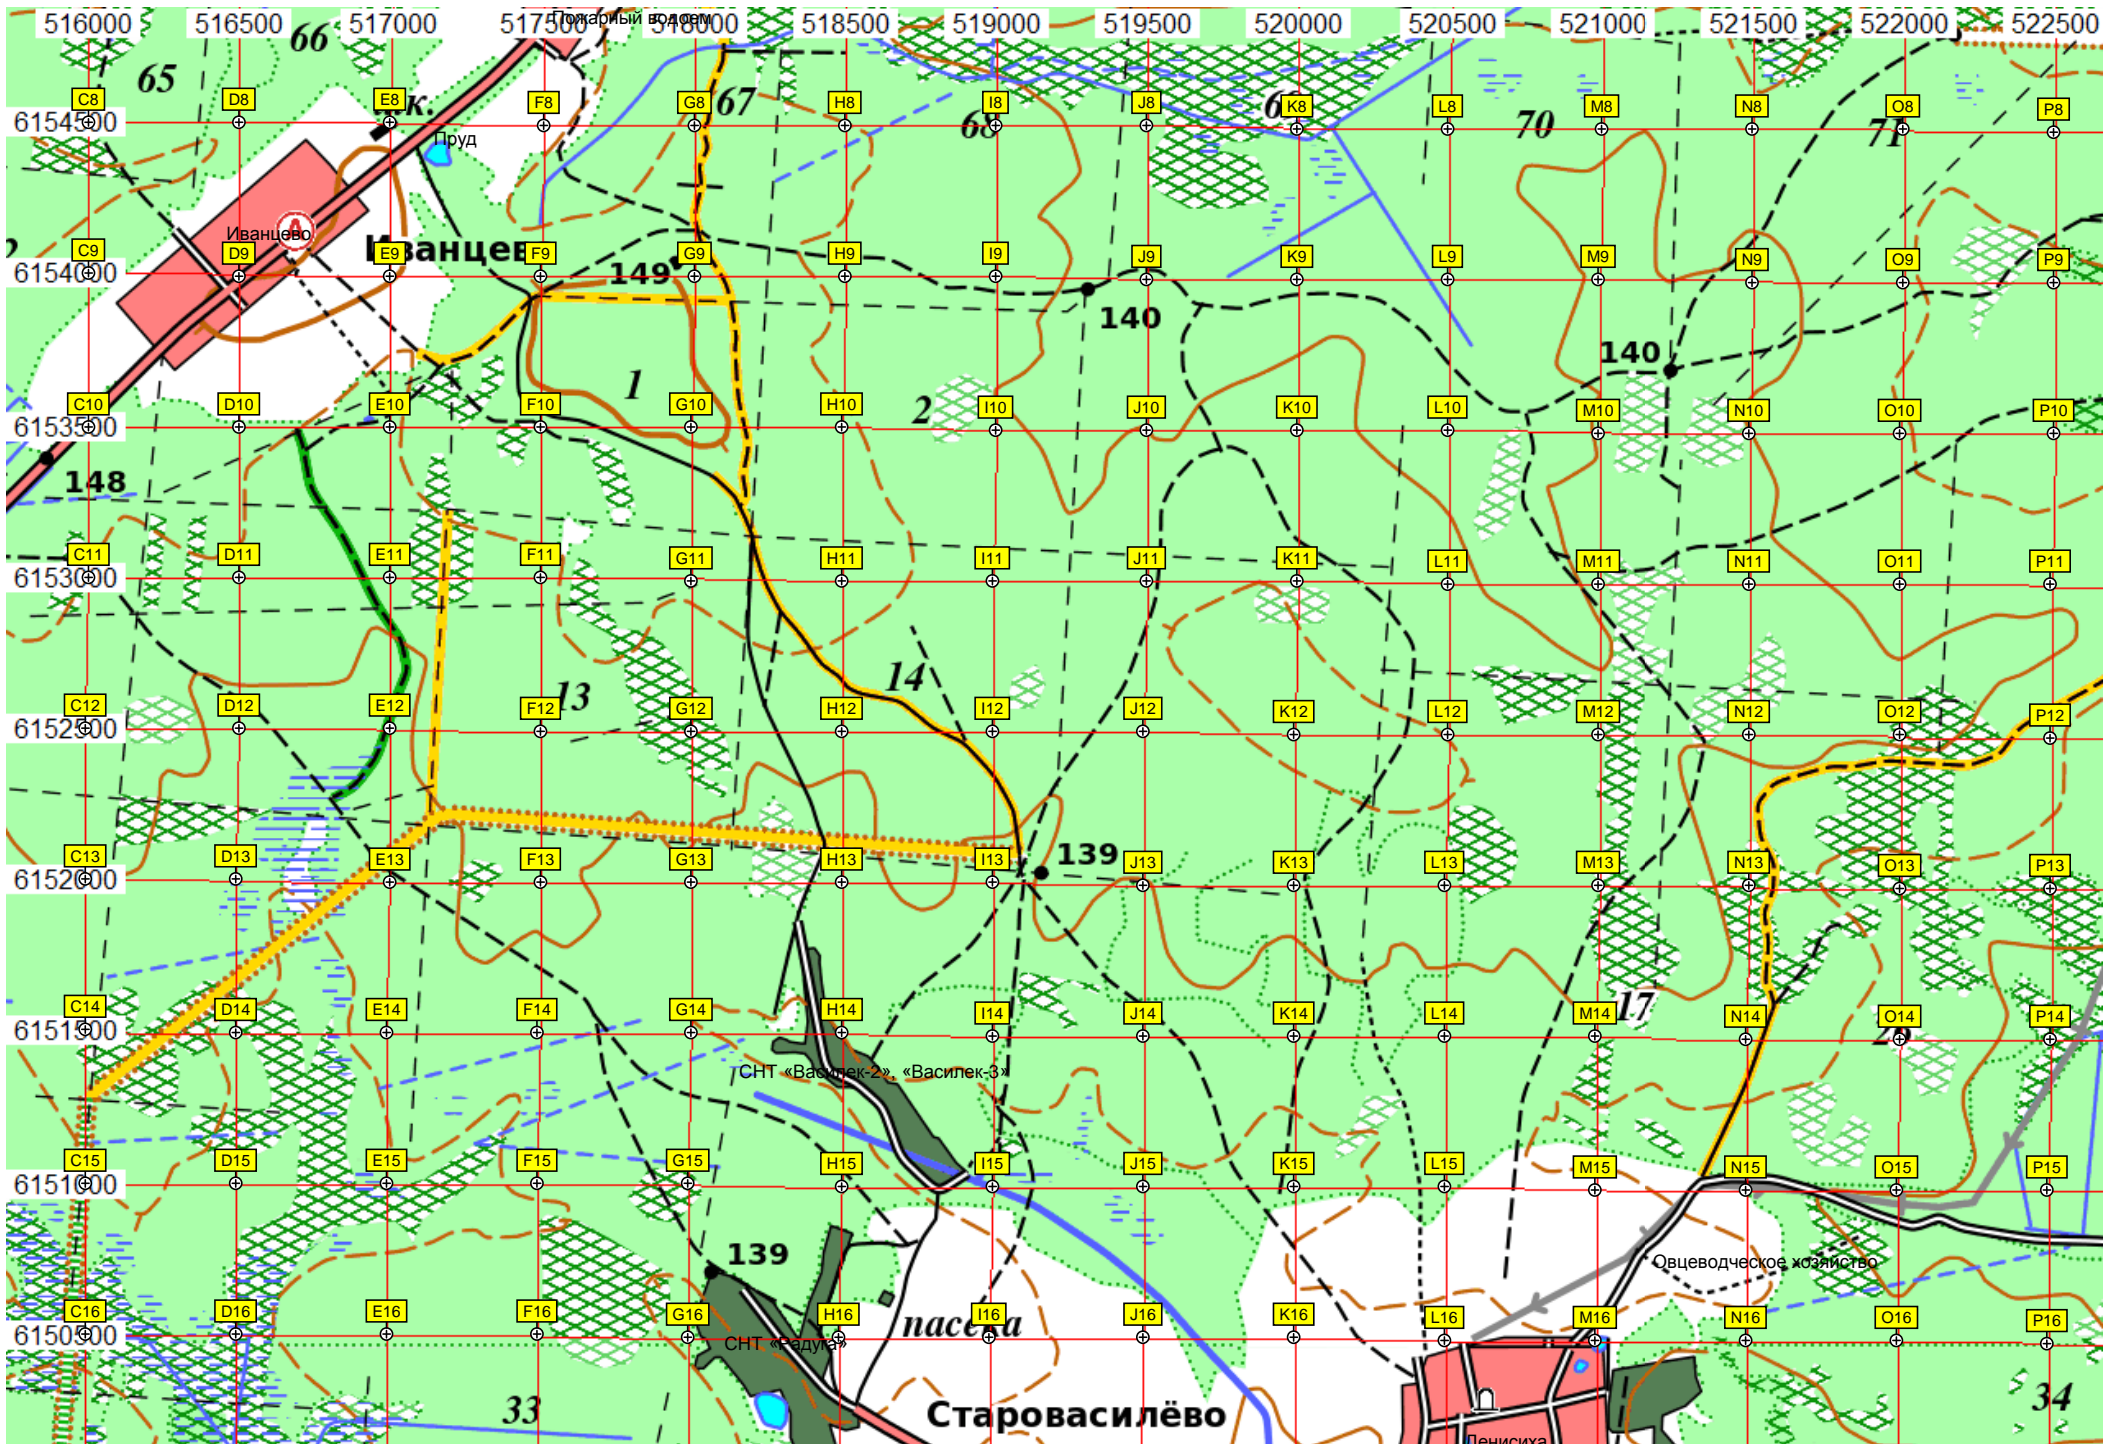 Пожарный водоем
516000 516500 517000 517500 518000 518500 519000 519500 520000 520500 521000 521500 522000 522500
66
65 67 68 70 71
C8 D8 E8 F8 G8 H8 I8 J8 K8 L8 M8 N8 O8 P8
6154500
Пруд
Иванцево
149
C9 D9 E9 F9 G9 H9 I9 J9 K9 L9 M9 N9 O9 P9
6154000
140
140
1 2
C10 D10 E10 F10 G10 H10 I10 J10 K10 L10 M10 N10 O10 P10
6153500
148
C11 D11 E11 F11 G11 H11 I11 J11 K11 L11 M11 N11 O11 P11
6153000
13 14
C12 D12 E12 F12 G12 H12 I12 J12 K12 L12 M12 N12 O12 P12
6152500
139
C13 D13 E13 F13 G13 H13 I13 J13 K13 L13 M13 N13 O13 P13
6152000
17
C14 D14 E14 F14 G14 H14 I14 J14 K14 L14 M14 N14 O14 P14
6151500
СНТ «Василек-2», «Василек-3»
C15 D15 E15 F15 G15 H15 I15 J15 K15 L15 M15 N15 O15 P15
6151000
139
Овцеводческое хозяйство
C16 D16 E16 F16 G16 H16 I16 J16 K16 L16 M16 N16 O16 P16
6150500
пасека
СНТ «Радуга»
33 34
Старовасилёво
Денисиха